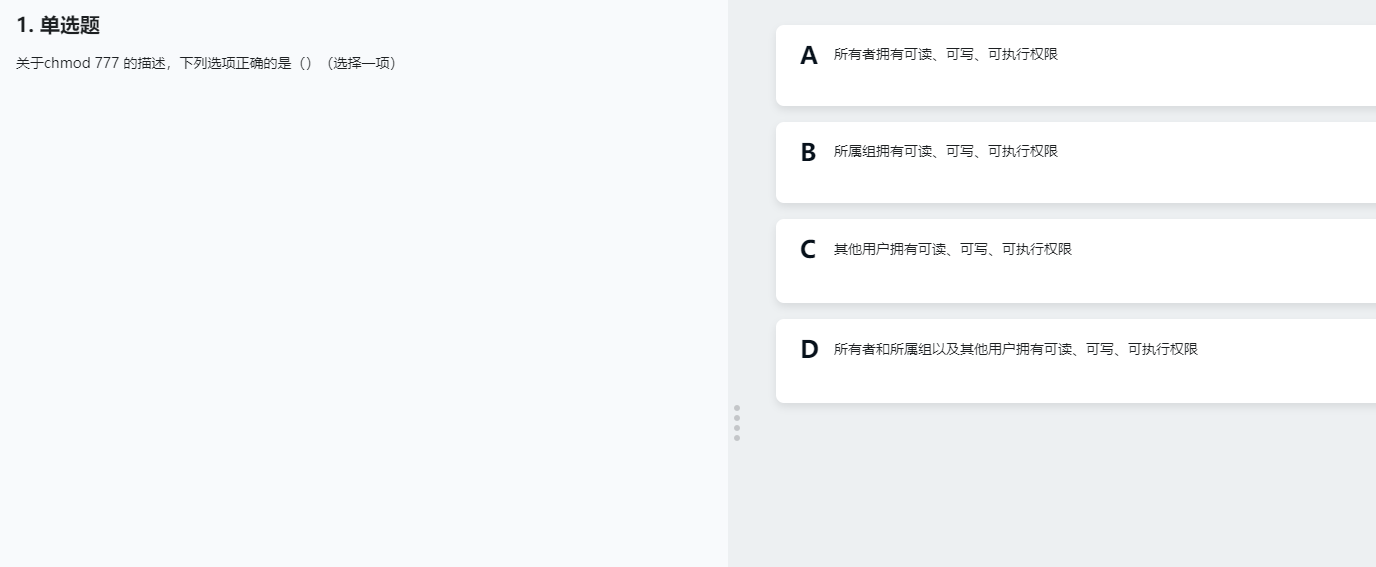 1. 单选题
关于chmod 777 的描述，下列选项正确的是（）（选择一项）
A 所有者拥有可读、可写、可执行权限
B 所属组拥有可读、可写、可执行权限
C 其他用户拥有可读、可写、可执行权限
D 所有者和所属组以及其他用户拥有可读、可写、可执行权限